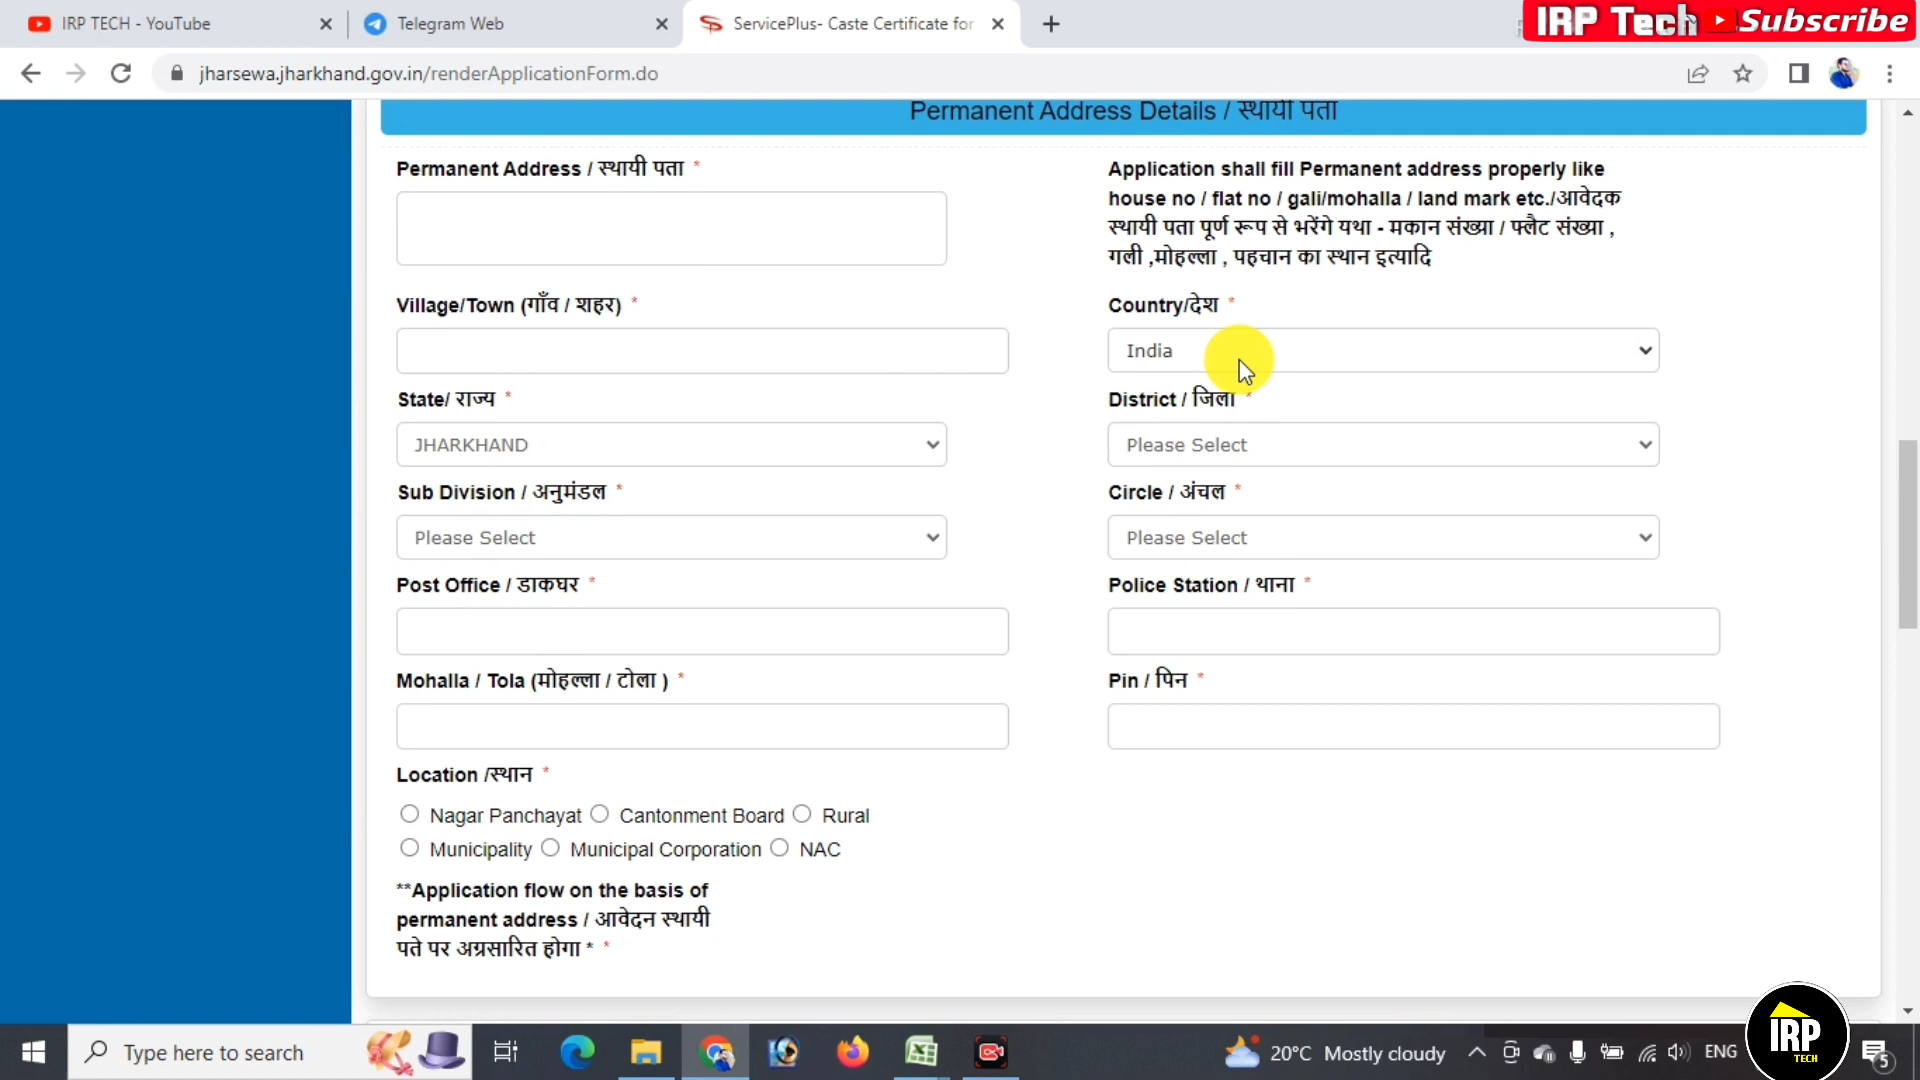 IRP TECH - YouTube
Telegram Web
ServicePlus- Caste Certificate for
IRP Tech Subscribe
jharsewa.jharkhand.gov.in/renderApplicationForm.do
Permanent Address Details / स्थायी पता
Permanent Address / स्थायी पता *
Application shall fill Permanent address properly like
house no / flat no / gali/mohalla / land mark etc./आवेदक
स्थायी पता पूर्ण रूप से भरेंगे यथा - मकान संख्या / फ्लैट संख्या ,
गली ,मोहल्ला , पहचान का स्थान इत्यादि
Village/Town (गाँव / शहर) *
Country/देश *
India
State/ राज्य *
District / जिला *
JHARKHAND
Please Select
Sub Division / अनुमंडल *
Circle / अंचल *
Please Select
Please Select
Post Office / डाकघर *
Police Station / थाना *
Mohalla / Tola (मोहल्ला / टोला ) *
Pin / पिन *
Location /स्थान *
Nagar Panchayat Cantonment Board Rural
Municipality Municipal Corporation NAC
**Application flow on the basis of
permanent address / आवेदन स्थायी
पते पर अग्रसारित होगा * *
Type here to search
20°C Mostly cloudy
ENG
IRP
TECH
5